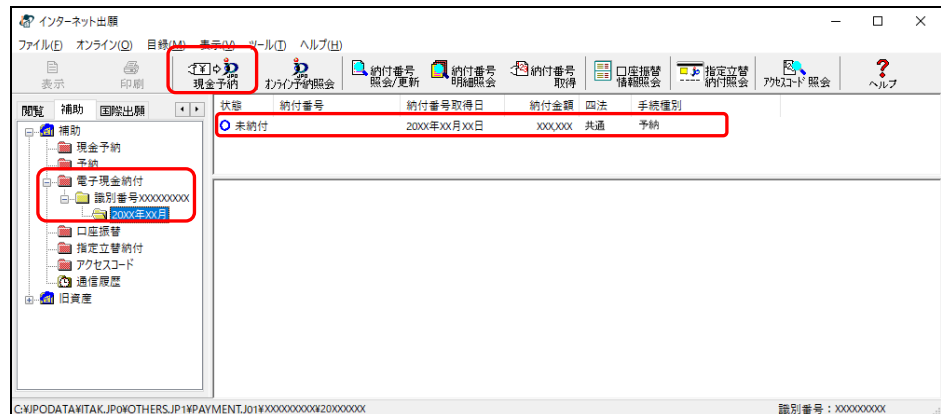 インターネット出願
ファイル(F) オンライン(O) 目録(M) 表示(V) ツール(T) ヘルプ(H)
表示 印刷 現金予納 オンライン予納照会 納付番号照会/更新 納付番号明細照会 納付番号取得 口座振替情報照会 指定立替納付照会 アクセスコード照会 ヘルプ
閲覧 補助 国際出願
状態 納付番号 納付番号取得日 納付金額 四法 手続種別
未納付 20XX年XX月XX日 XXX,XXX 共通 予納
補助
現金予納
予納
電子現金納付
識別番号XXXXXXXXX
20XX年XX月
口座振替
指定立替納付
アクセスコード
通信履歴
旧資産
C:¥JPODATA¥ITAK.JP0¥OTHERS.JP1¥PAYMENT.J01¥XXXXXXXXX¥20XXXXXX
識別番号：XXXXXXXXX